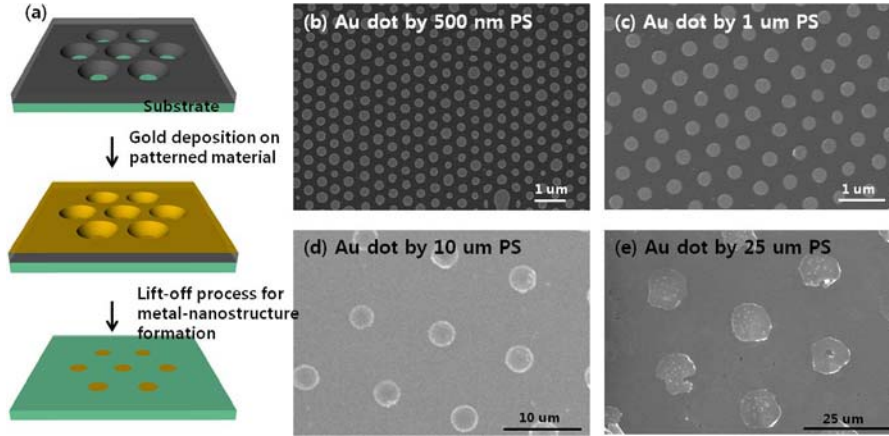 (a)
Substrate
Gold deposition on
patterned material
Lift-off process for
metal-nanostructure
formation
(b) Au dot by 500 nm PS
1 um
(c) Au dot by 1 um PS
1 um
(d) Au dot by 10 um PS
10 um
(e) Au dot by 25 um PS
25 um